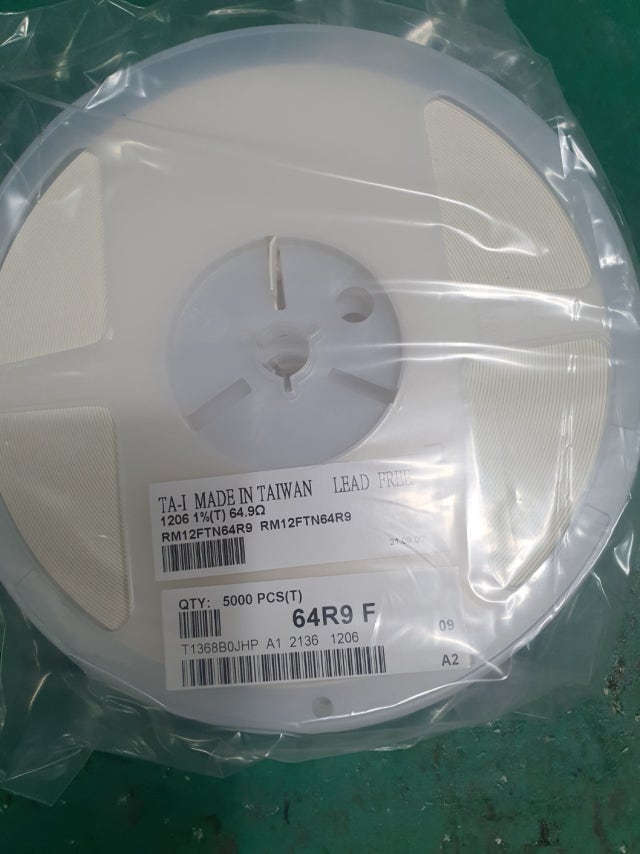 TA-I MADE IN TAIWAN LEAD FREE
1206 1%(T) 64.9Ω
RM12FTN64R9 RM12FTN64R9
QTY: 5000 PCS(T)
64R9 F
09
T1368B0JHP A1 2136 1206
A2